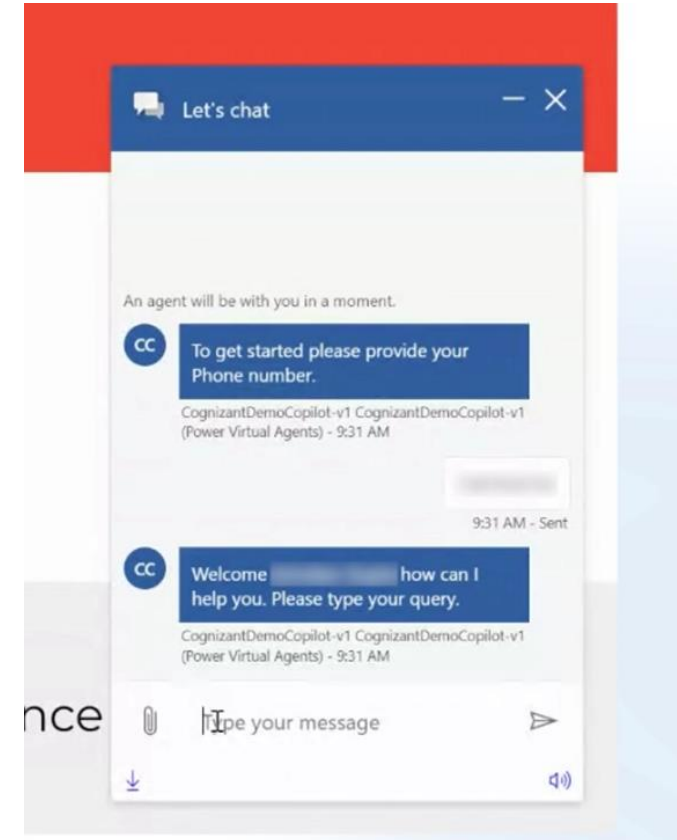 Let's chat
An agent will be with you in a moment.
CC
To get started please provide your
Phone number.
CognizantDemoCopilot-v1 CognizantDemoCopilot-v1
(Power Virtual Agents) - 9:31 AM
9:31 AM - Sent
CC
Welcome how can I
help you. Please type your query.
CognizantDemoCopilot-v1 CognizantDemoCopilot-v1
(Power Virtual Agents) - 9:31 AM
nce
Type your message